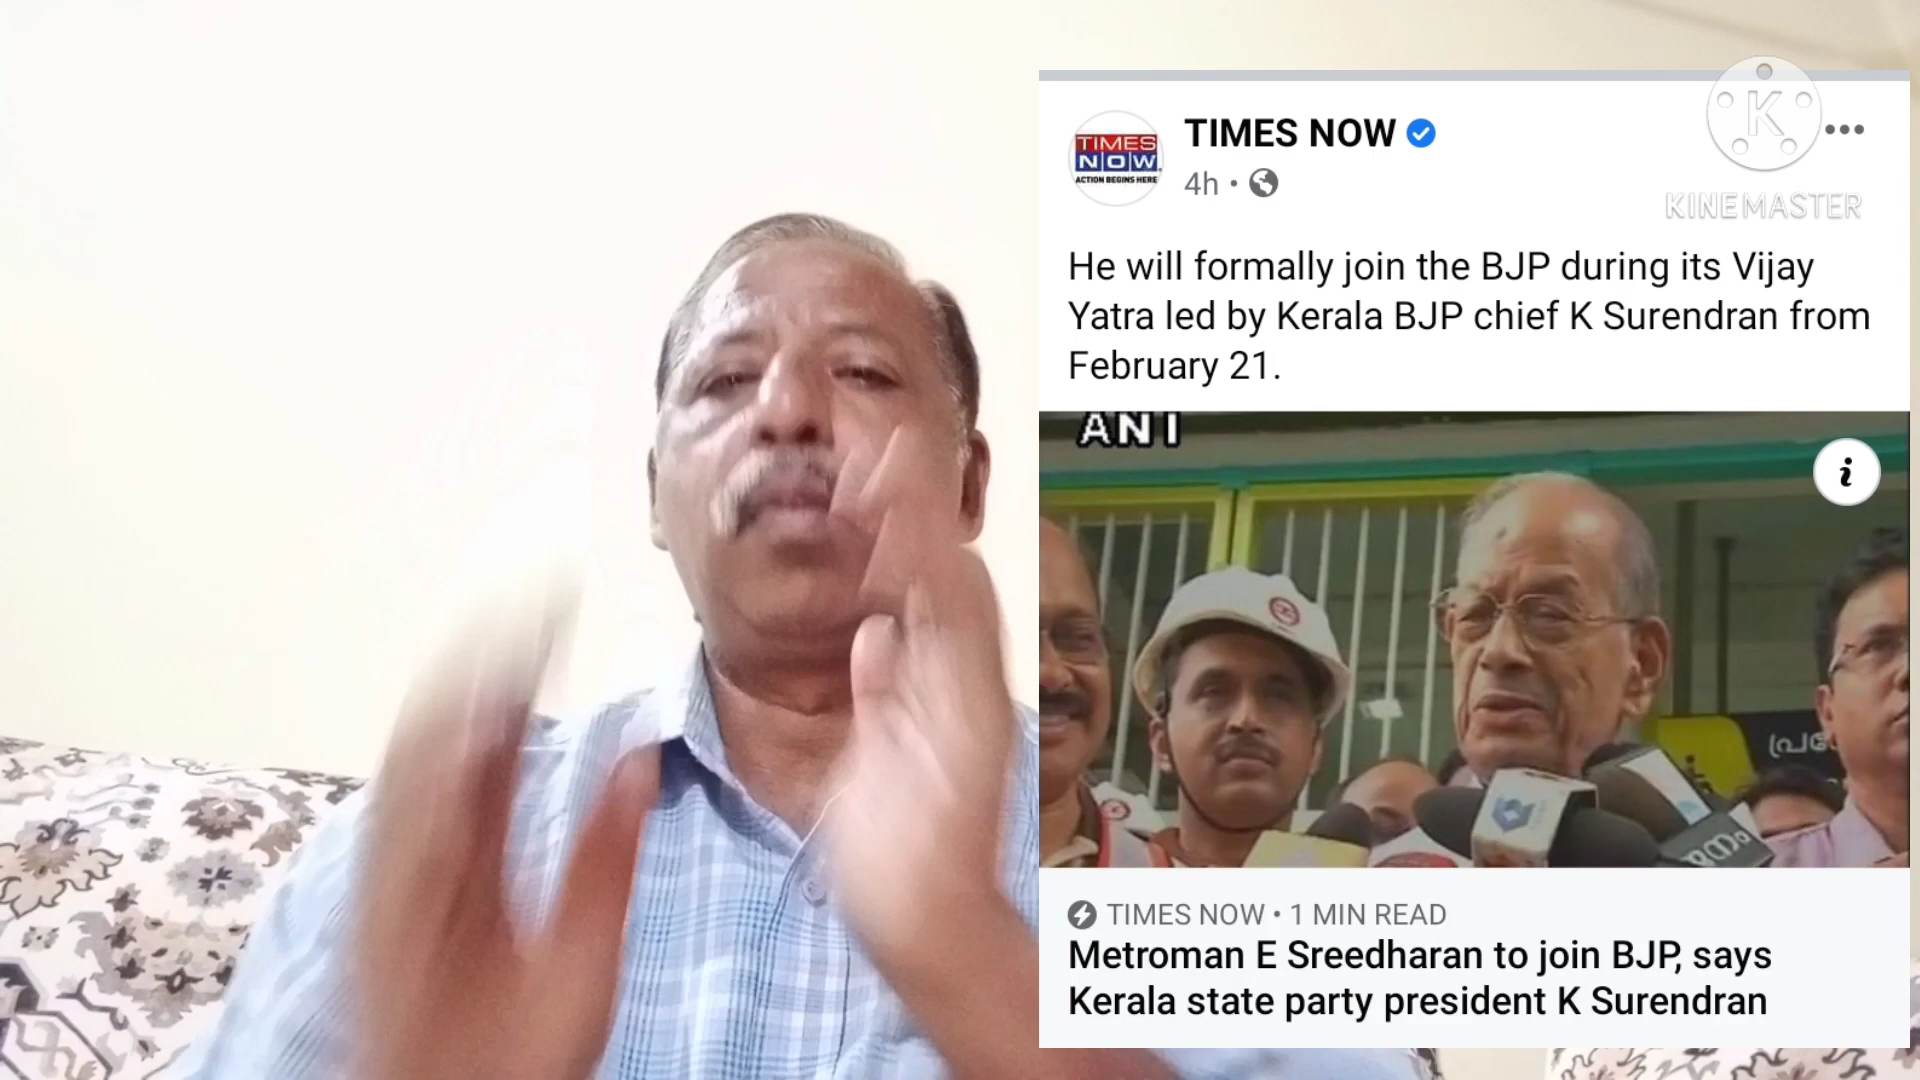 TIMES NOW
4h •
TIMES
NOW
ACTION BEGINS HERE
K
KINEMASTER
He will formally join the BJP during its Vijay
Yatra led by Kerala BJP chief K Surendran from
February 21.
ANI
i
TIMES NOW • 1 MIN READ
Metroman E Sreedharan to join BJP, says
Kerala state party president K Surendran